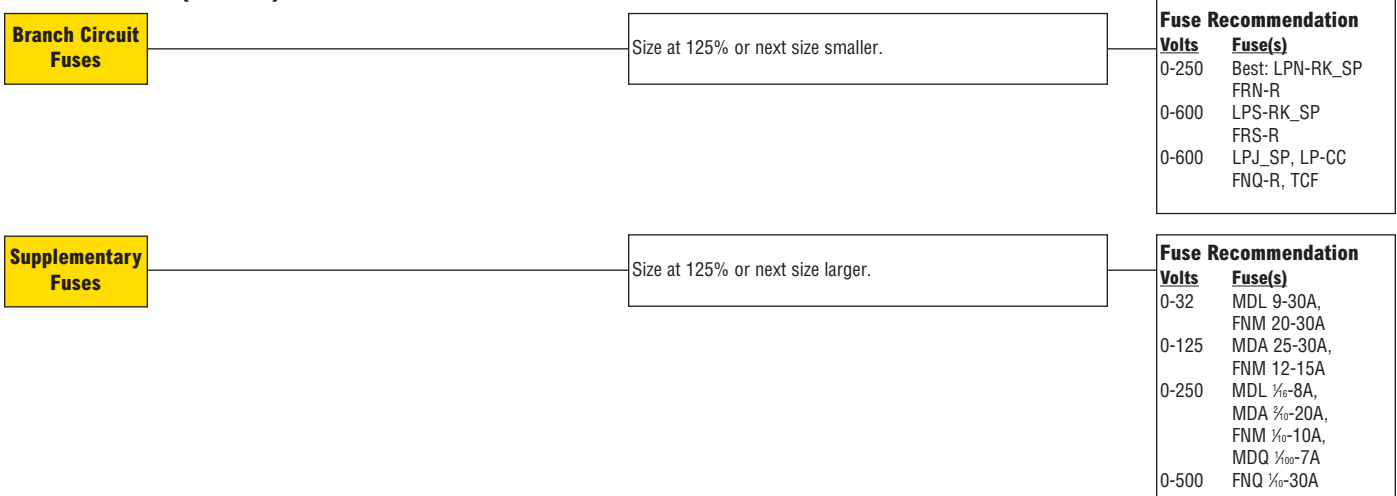 Branch Circuit
Fuses
Size at 125% or next size smaller.
Fuse Recommendation
Volts Fuse(s)
0-250 Best: LPN-RK_SP
FRN-R
0-600 LPS-RK_SP
FRS-R
0-600 LPJ_SP, LP-CC
FNQ-R, TCF
Supplementary
Fuses
Size at 125% or next size larger.
Fuse Recommendation
Volts Fuse(s)
0-32 MDL 9-30A,
FNM 20-30A
0-125 MDA 25-30A,
FNM 12-15A
0-250 MDL 1⁄16-8A,
MDA 2⁄10-20A,
FNM 1⁄10-10A,
MDQ 1⁄100-7A
0-500 FNQ 1⁄10-30A